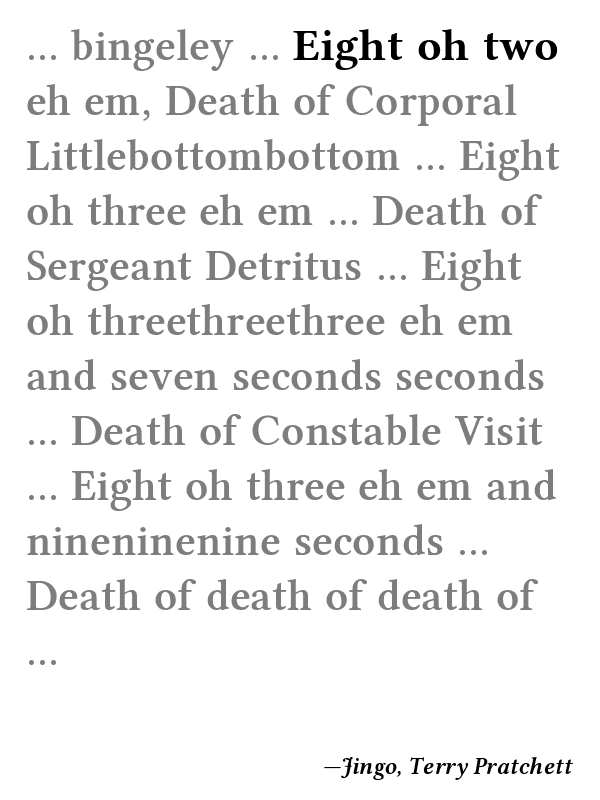 ... bingeley ... Eight oh two
eh em, Death of Corporal
Littlebottombottom ... Eight
oh three eh em ... Death of
Sergeant Detritus ... Eight
oh threethreethree eh em
and seven seconds seconds
... Death of Constable Visit
... Eight oh three eh em and
nineninenine seconds ...
Death of death of death of
...
—Jingo, Terry Pratchett